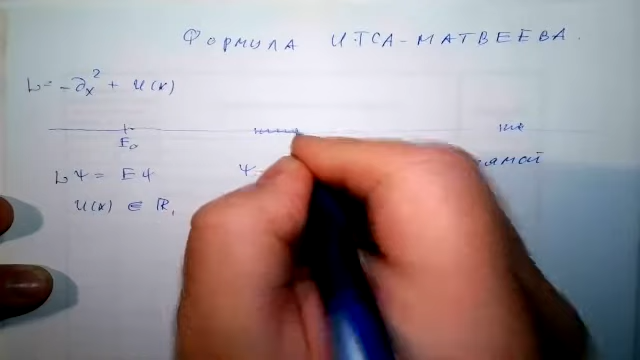 ФОРМУЛА ИТСА-МАТВЕЕВА.
L = -∂ₓ² + u(x)
E₀
Lψ = Eψ ψ-
u(x) ∈ ℝ,